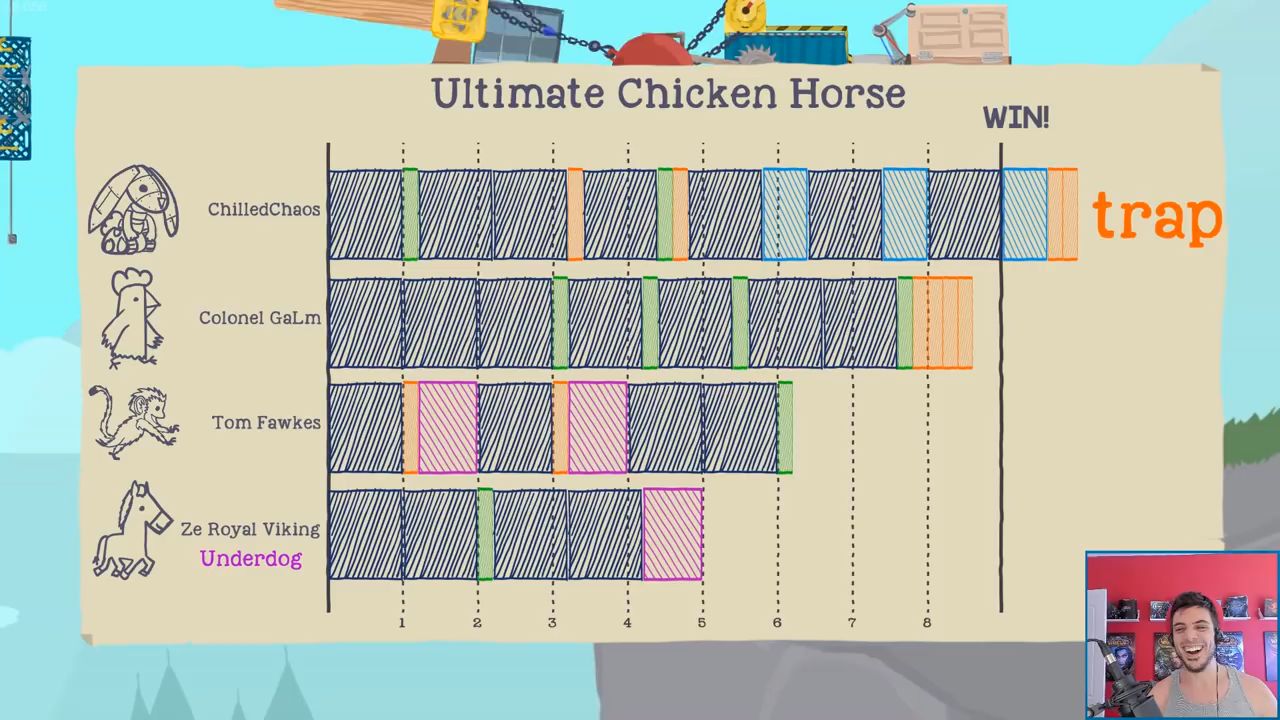 Ultimate Chicken Horse
WIN!
ChilledChaos
trap
Colonel GaLm
Tom Fawkes
Ze Royal Viking
Underdog
1 2 3 4 5 6 7 8